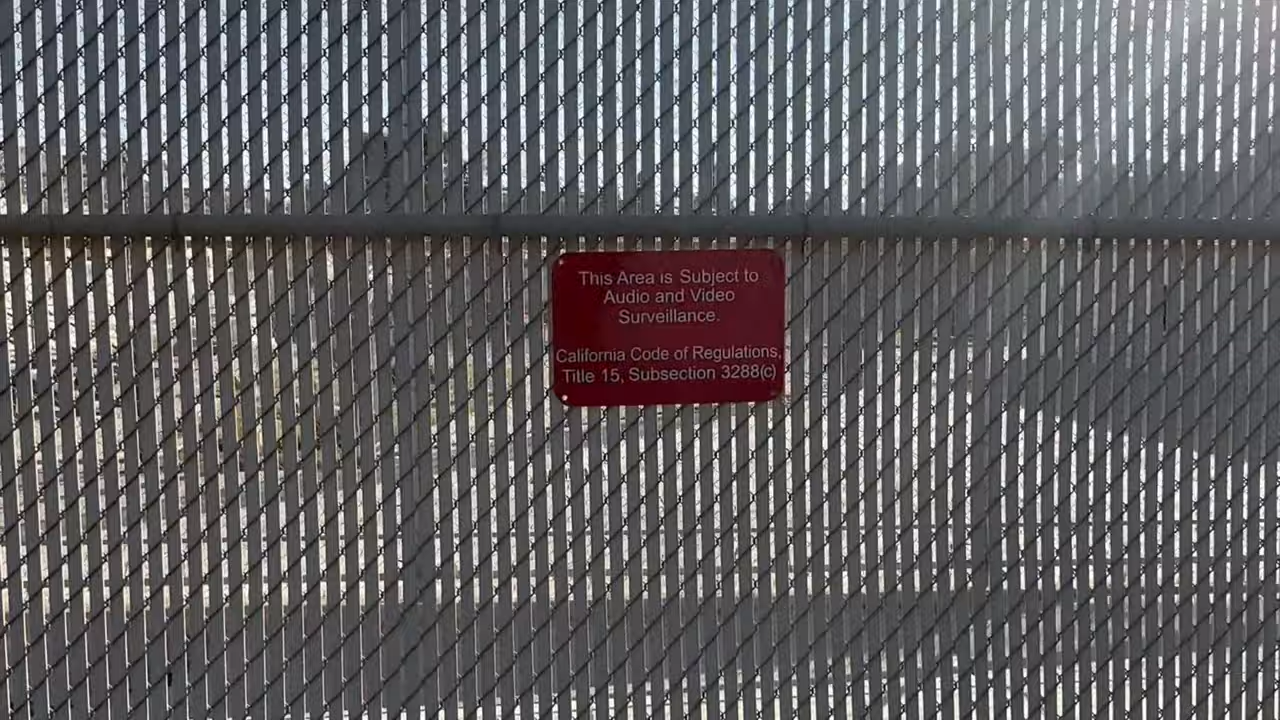 This Area is Subject to
Audio and Video
Surveillance.
California Code of Regulations,
Title 15, Subsection 3288(c)